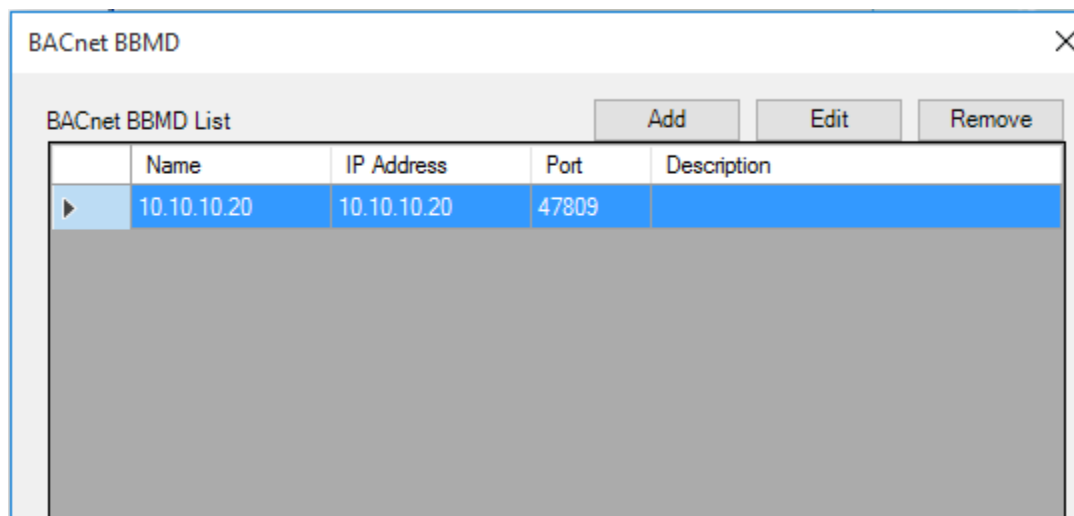 BACnet BBMD
BACnet BBMD List Add Edit Remove
Name IP Address Port Description
10.10.10.20 10.10.10.20 47809